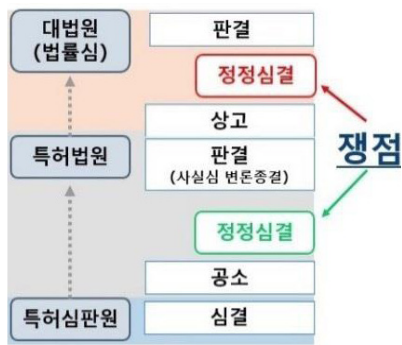 대법원
(법률심)
판결
정정심결
상고
특허법원
판결
(사실심 변론종결)
쟁점
정정심결
공소
특허심판원
심결